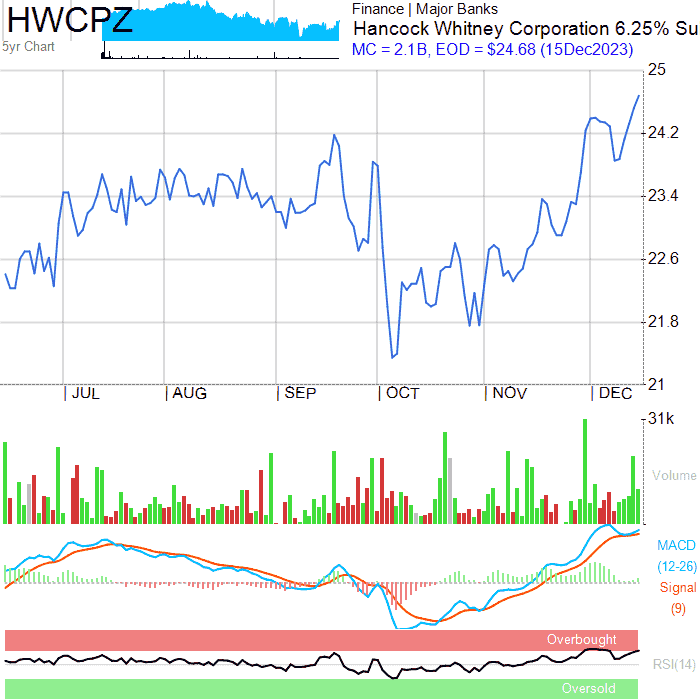 HWCPZ
5yr Chart
Finance | Major Banks
Hancock Whitney Corporation 6.25% Su
MC = 2.1B, EOD = $24.68 (15Dec2023)
25
24.2
23.4
22.6
21.8
21
JUL AUG SEP OCT NOV DEC
31k
Volume
MACD
(12-26)
Signal
(9)
Overbought
RSI(14)
Oversold